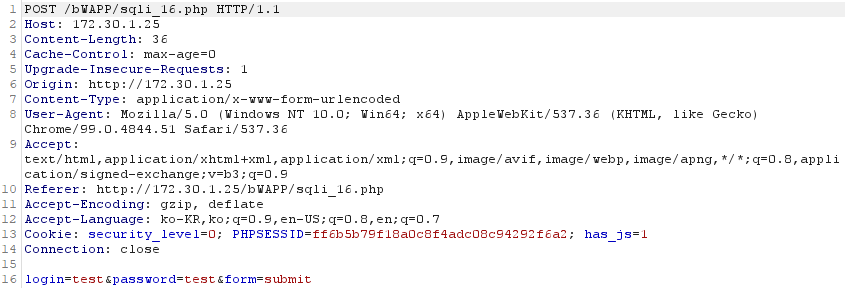 1 POST /bWAPP/sqli_16.php HTTP/1.1
2 Host: 172.30.1.25
3 Content-Length: 36
4 Cache-Control: max-age=0
5 Upgrade-Insecure-Requests: 1
6 Origin: http://172.30.1.25
7 Content-Type: application/x-www-form-urlencoded
8 User-Agent: Mozilla/5.0 (Windows NT 10.0; Win64; x64) AppleWebKit/537.36 (KHTML, like Gecko)
Chrome/99.0.4844.51 Safari/537.36
9 Accept:
text/html,application/xhtml+xml,application/xml;q=0.9,image/avif,image/webp,image/apng,*/*;q=0.8,appli
cation/signed-exchange;v=b3;q=0.9
10 Referer: http://172.30.1.25/bWAPP/sqli_16.php
11 Accept-Encoding: gzip, deflate
12 Accept-Language: ko-KR,ko;q=0.9,en-US;q=0.8,en;q=0.7
13 Cookie: security_level=0; PHPSESSID=ff6b5b79f18a0c8f4adc08c94292f6a2; has_js=1
14 Connection: close
15
16 login=test&password=test&form=submit